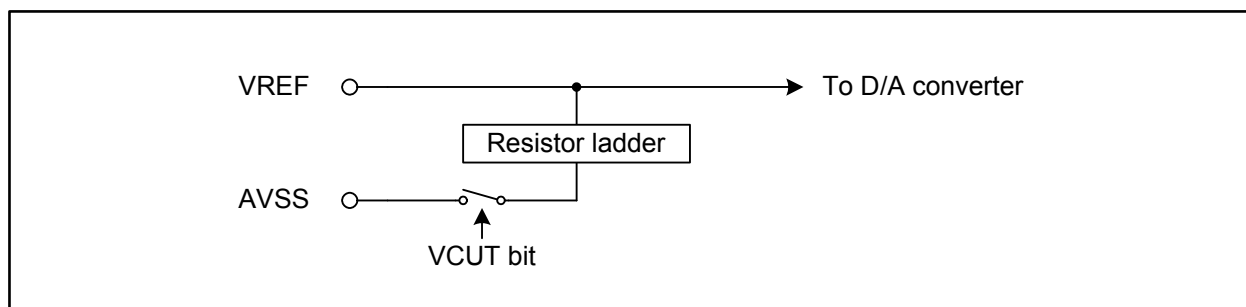 VREF
To D/A converter
Resistor ladder
AVSS
VCUT bit